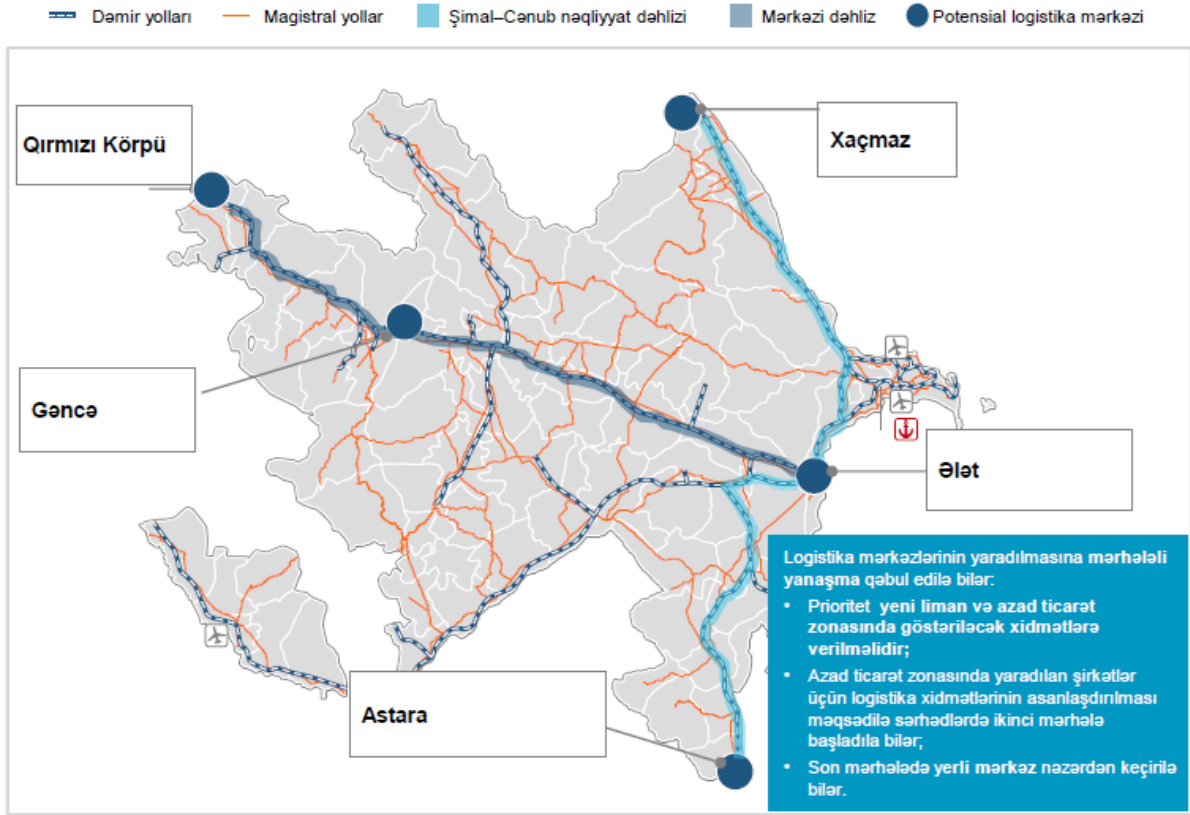 Dəmir yolları
Magistral yollar
Şimal–Cənub nəqliyyat dəhlizi
Mərkəzi dəhliz
Potensial logistika mərkəzi
Qırmızı Körpü
Xaçmaz
Gəncə
Ələt
Astara
Logistika mərkəzlərinin yaradılmasına mərhələli
yanaşma qəbul edilə bilər:
• Prioritet yeni liman və azad ticarət
zonasında göstəriləcək xidmətlərə
verilməlidir;
• Azad ticarət zonasında yaradılan şirkətlər
üçün logistika xidmətlərinin asanlaşdırılması
məqsədilə sərhədlərdə ikinci mərhələ
başladıla bilər;
• Son mərhələdə yerli mərkəz nəzərdən keçirilə
bilər.